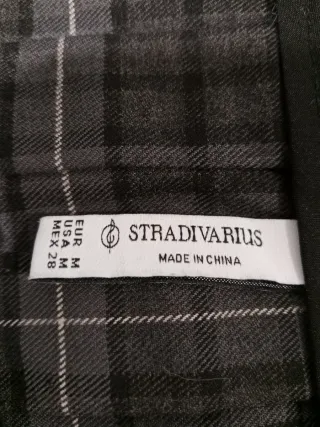 EUR M
USA M
MEX 28
STRADIVARIUS
MADE IN CHINA